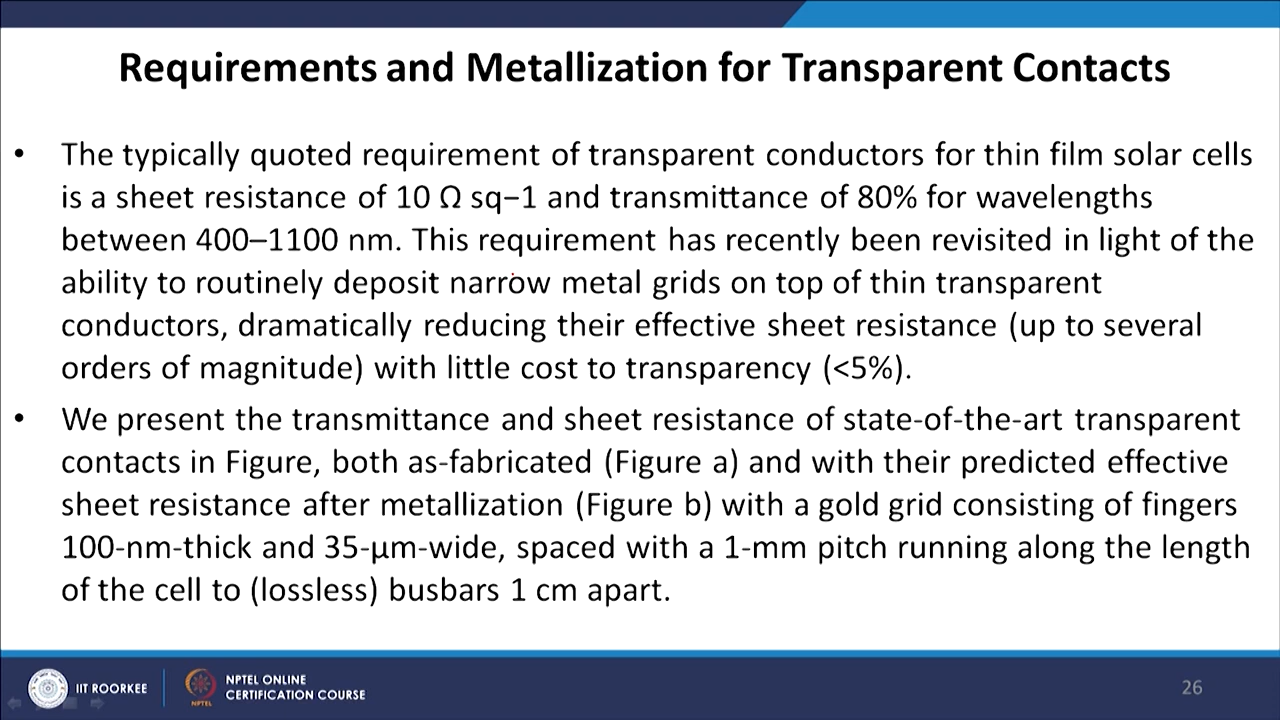 Requirements and Metallization for Transparent Contacts
• The typically quoted requirement of transparent conductors for thin film solar cells
is a sheet resistance of 10 Ω sq−1 and transmittance of 80% for wavelengths
between 400–1100 nm. This requirement has recently been revisited in light of the
ability to routinely deposit narrow metal grids on top of thin transparent
conductors, dramatically reducing their effective sheet resistance (up to several
orders of magnitude) with little cost to transparency (<5%).
• We present the transmittance and sheet resistance of state-of-the-art transparent
contacts in Figure, both as-fabricated (Figure a) and with their predicted effective
sheet resistance after metallization (Figure b) with a gold grid consisting of fingers
100-nm-thick and 35-μm-wide, spaced with a 1-mm pitch running along the length
of the cell to (lossless) busbars 1 cm apart.
IIT ROORKEE
NPTEL
NPTEL ONLINE
CERTIFICATION COURSE
26